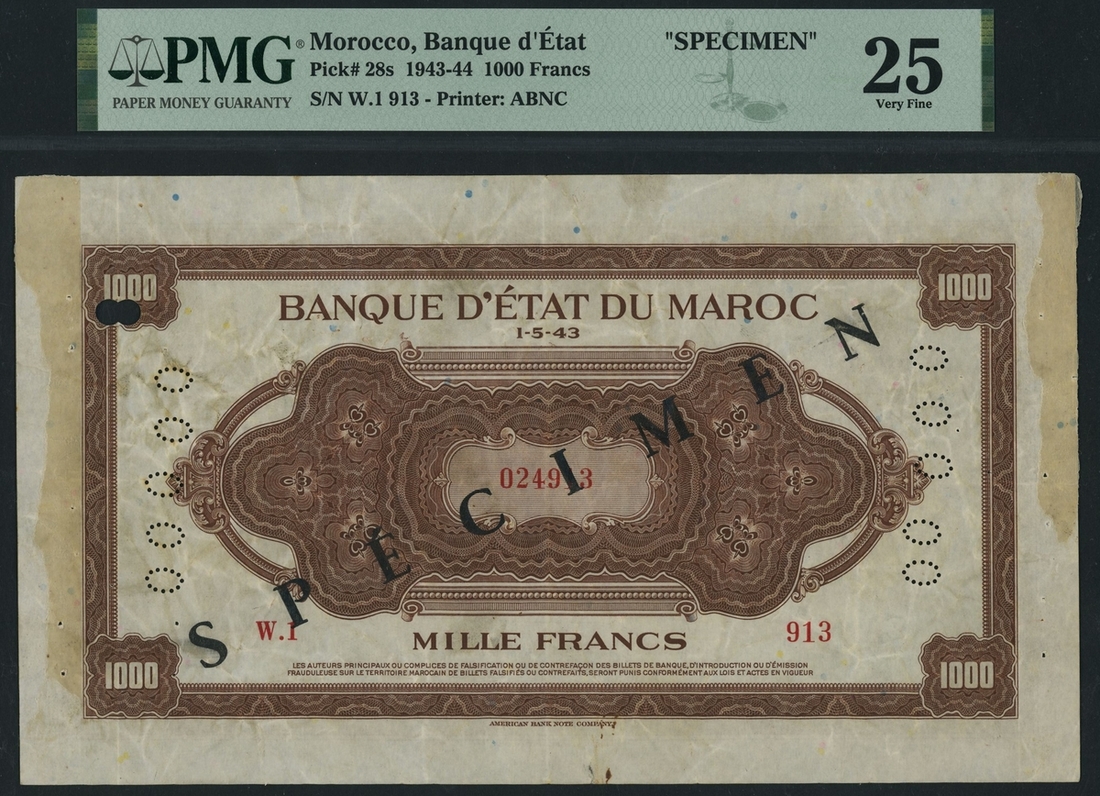 PMG® Morocco, Banque d'État "SPECIMEN" 25
Pick# 28s 1943-44 1000 Francs
PAPER MONEY GUARANTY S/N W.1 913 - Printer: ABNC Very Fine
1000 1000
BANQUE D'ÉTAT DU MAROC
1-5-43
024913
SPÉCIMEN
W.1 913
MILLE FRANCS
LES AUTEURS PRINCIPAUX OU COMPLICES DE FALSIFICATION OU DE CONTREFAÇON DES BILLETS DE BANQUE, D'INTRODUCTION OU D'ÉMISSION
FRAUDULEUSE SUR LE TERRITOIRE MAROCAIN DE BILLETS FALSIFIÉS OU CONTREFAITS, SERONT PUNIS CONFORMÉMENT AUX LOIS ET ACTES EN VIGUEUR
1000 1000
AMERICAN BANK NOTE COMPANY.
00000 00000